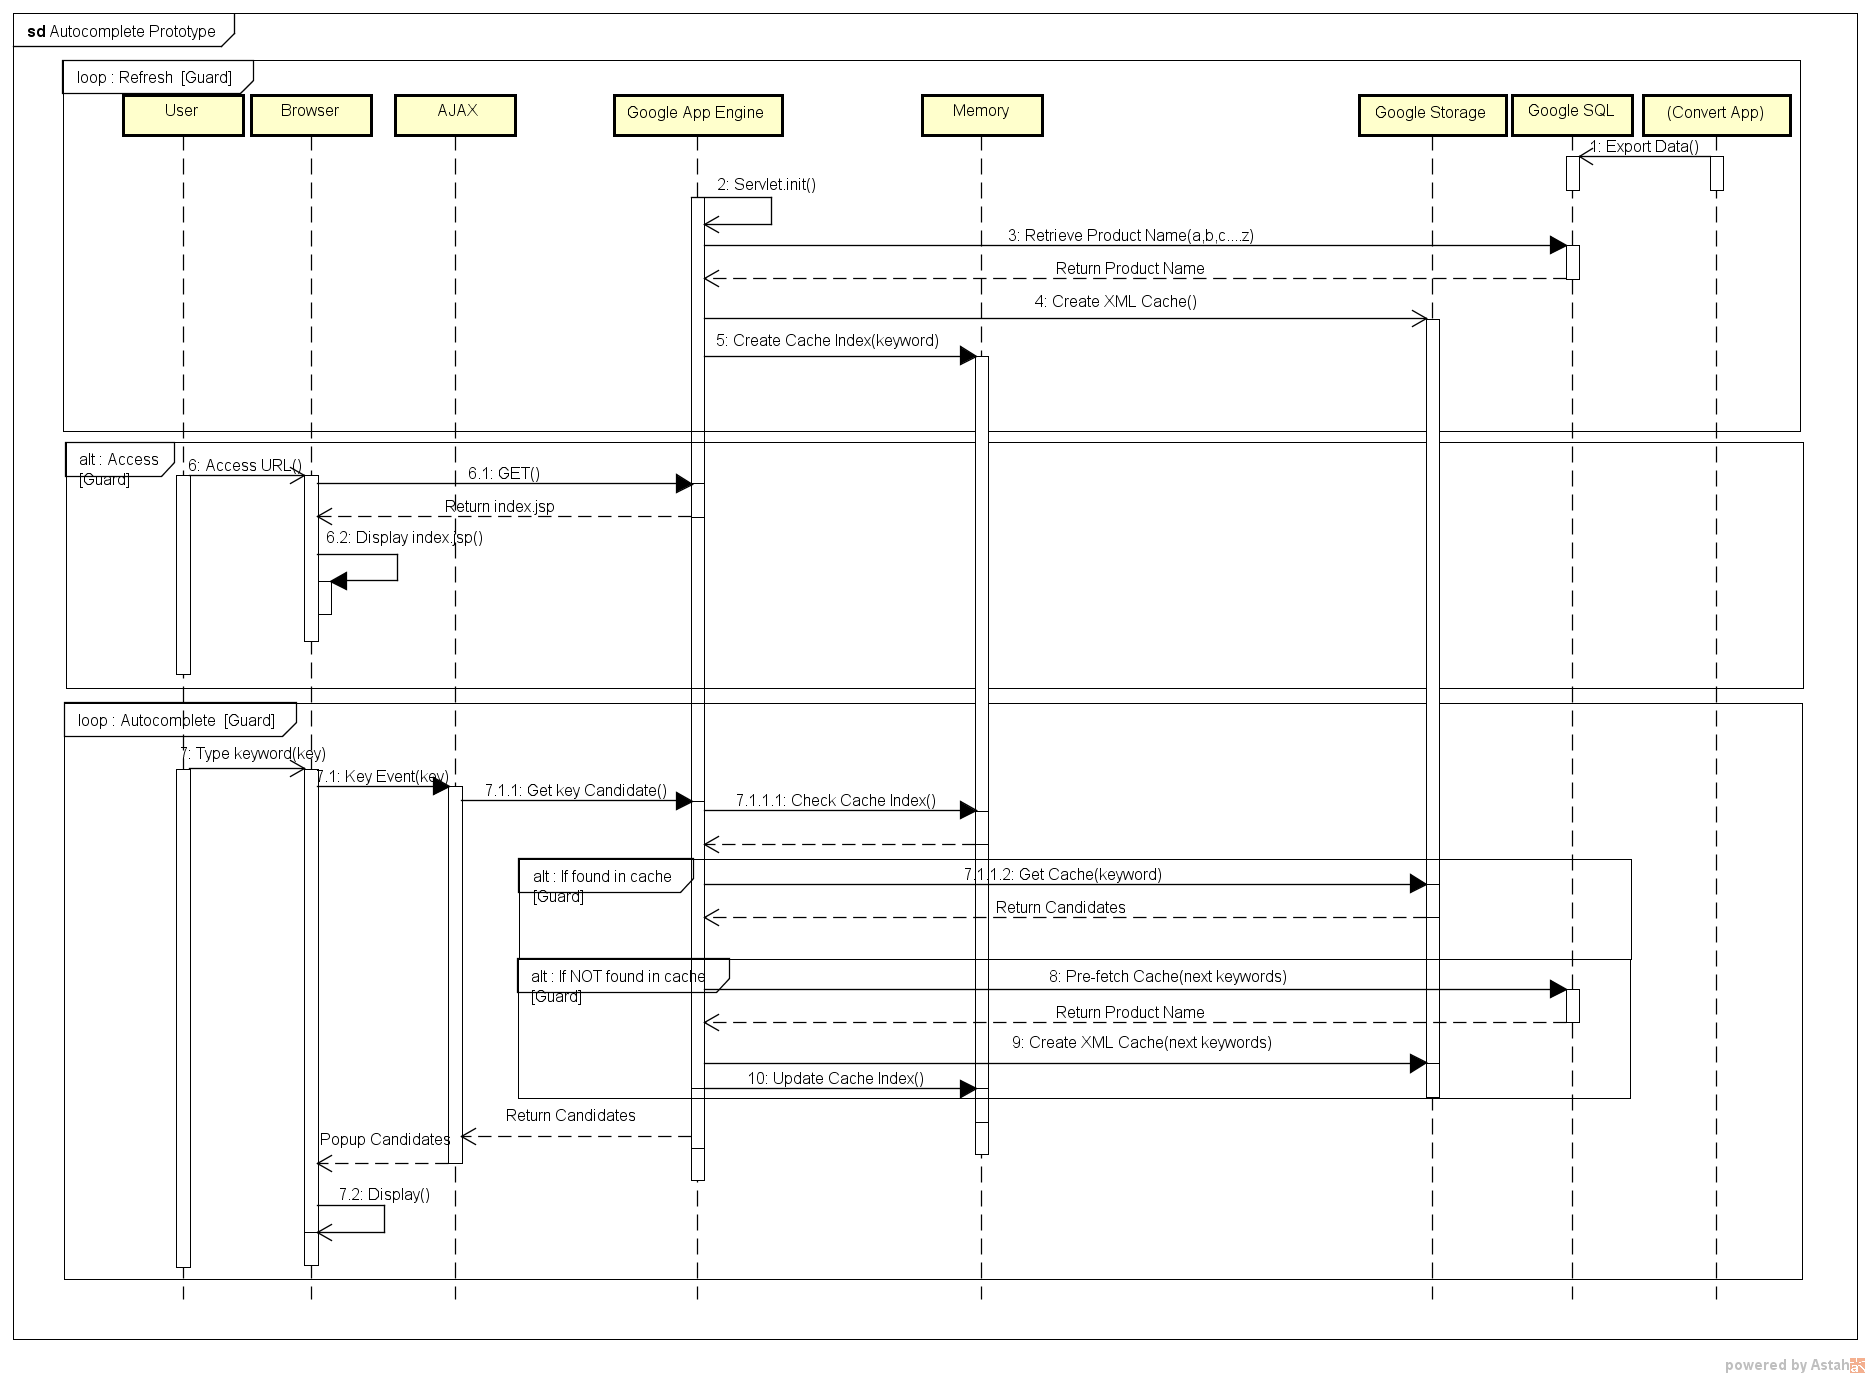 sd Autocomplete Prototype
loop : Refresh [Guard]
User
Browser
AJAX
Google App Engine
Memory
Google Storage
Google SQL
(Convert App)
1: Export Data()
2: Servlet.init()
3: Retrieve Product Name(a,b,c....z)
Return Product Name
4: Create XML Cache()
5: Create Cache Index(keyword)
alt : Access
[Guard]
6: Access URL()
6.1: GET()
Return index.jsp
6.2: Display index.jsp()
loop : Autocomplete [Guard]
7: Type keyword(key)
7.1: Key Event(key)
7.1.1: Get key Candidate()
7.1.1.1: Check Cache Index()
alt : If found in cache
[Guard]
7.1.1.2: Get Cache(keyword)
Return Candidates
alt : If NOT found in cache
[Guard]
8: Pre-fetch Cache(next keywords)
Return Product Name
9: Create XML Cache(next keywords)
10: Update Cache Index()
Return Candidates
Popup Candidates
7.2: Display()
powered by Astah